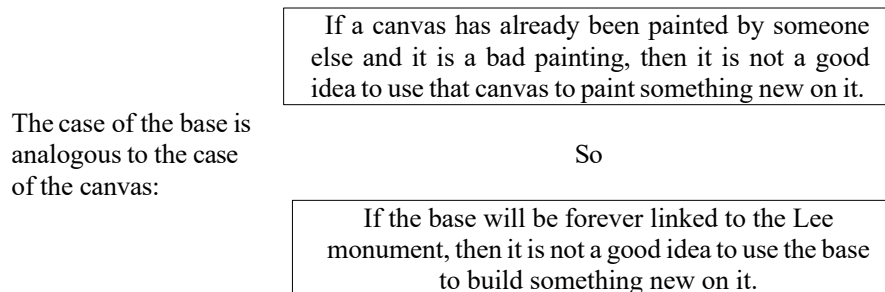 If a canvas has already been painted by someone
else and it is a bad painting, then it is not a good
idea to use that canvas to paint something new on it.
The case of the base is
analogous to the case
of the canvas:
So
If the base will be forever linked to the Lee
monument, then it is not a good idea to use the base
to build something new on it.